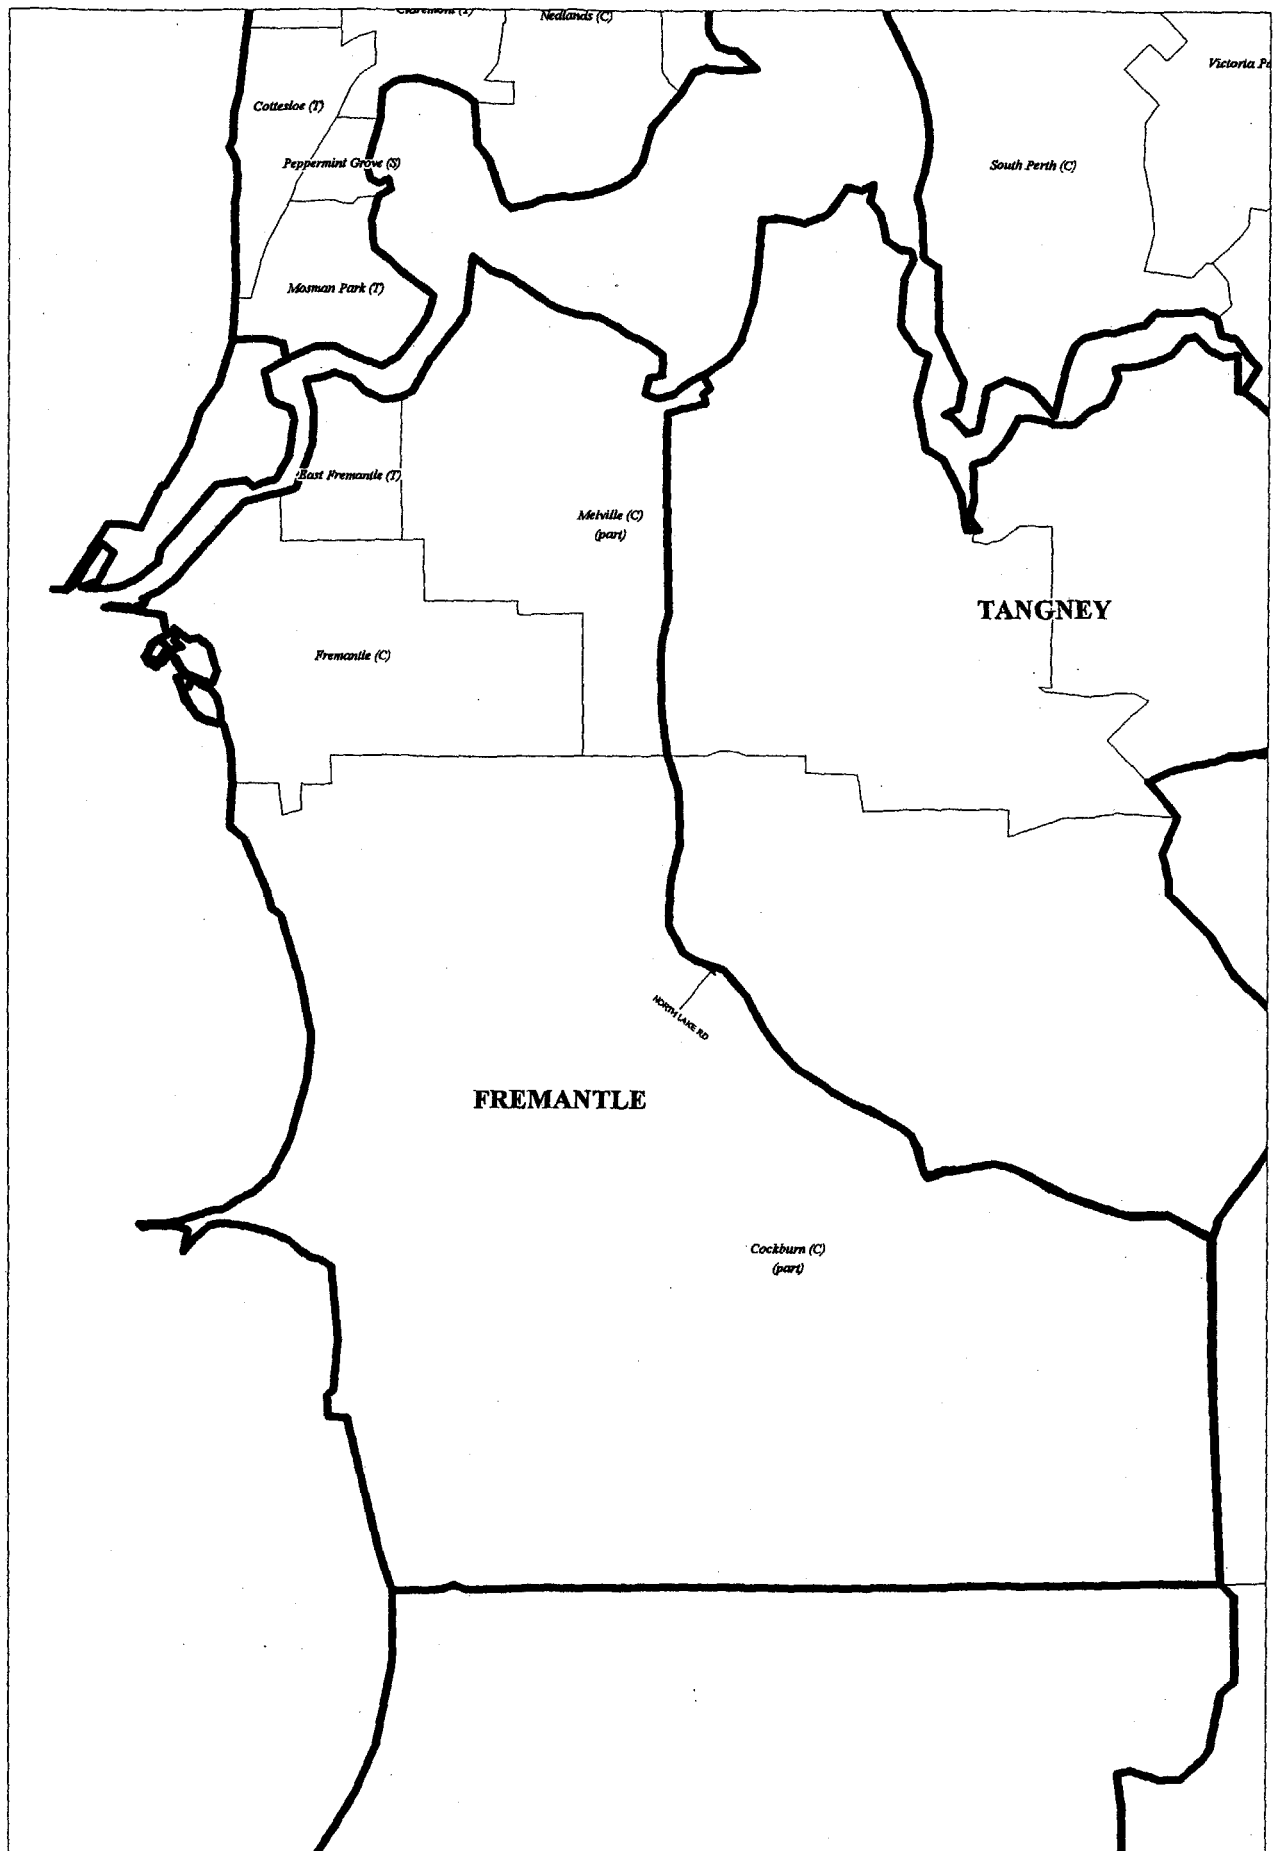 Claremont (T)
Nedlands (C)
Cottesloe (T)
Peppermint Grove (S)
South Perth (C)
Mosman Park (T)
East Fremantle (T)
Melville (C)
(part)
TANGNEY
Fremantle (C)
NORTH LAKE RD
FREMANTLE
Cockburn (C)
(part)
Victoria